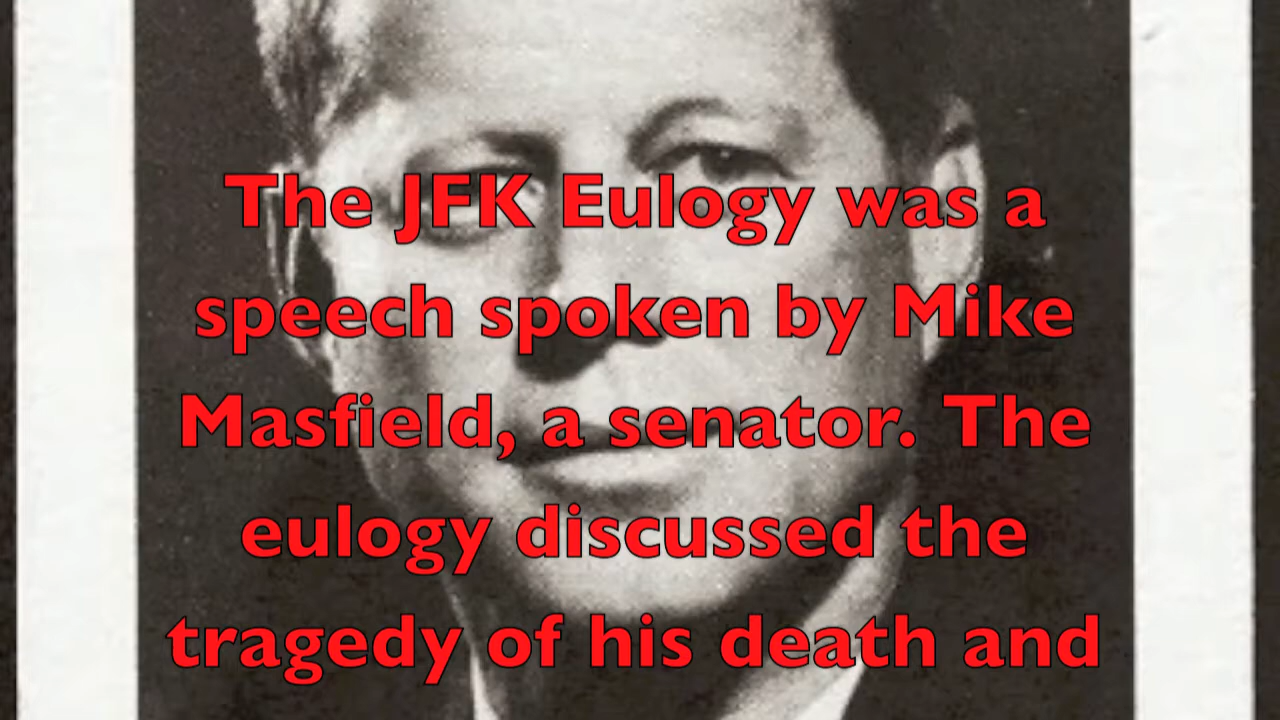 The JFK Eulogy was a
speech spoken by Mike
Masfield, a senator. The
eulogy discussed the
tragedy of his death and